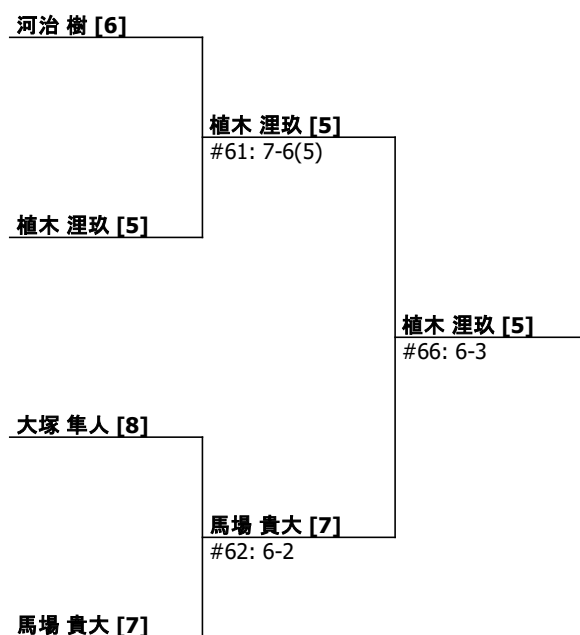 河治 樹 [6]
植木 浬玖 [5]
#61: 7-6(5)
植木 浬玖 [5]
植木 浬玖 [5]
#66: 6-3
大塚 隼人 [8]
馬場 貴大 [7]
#62: 6-2
馬場 貴大 [7]